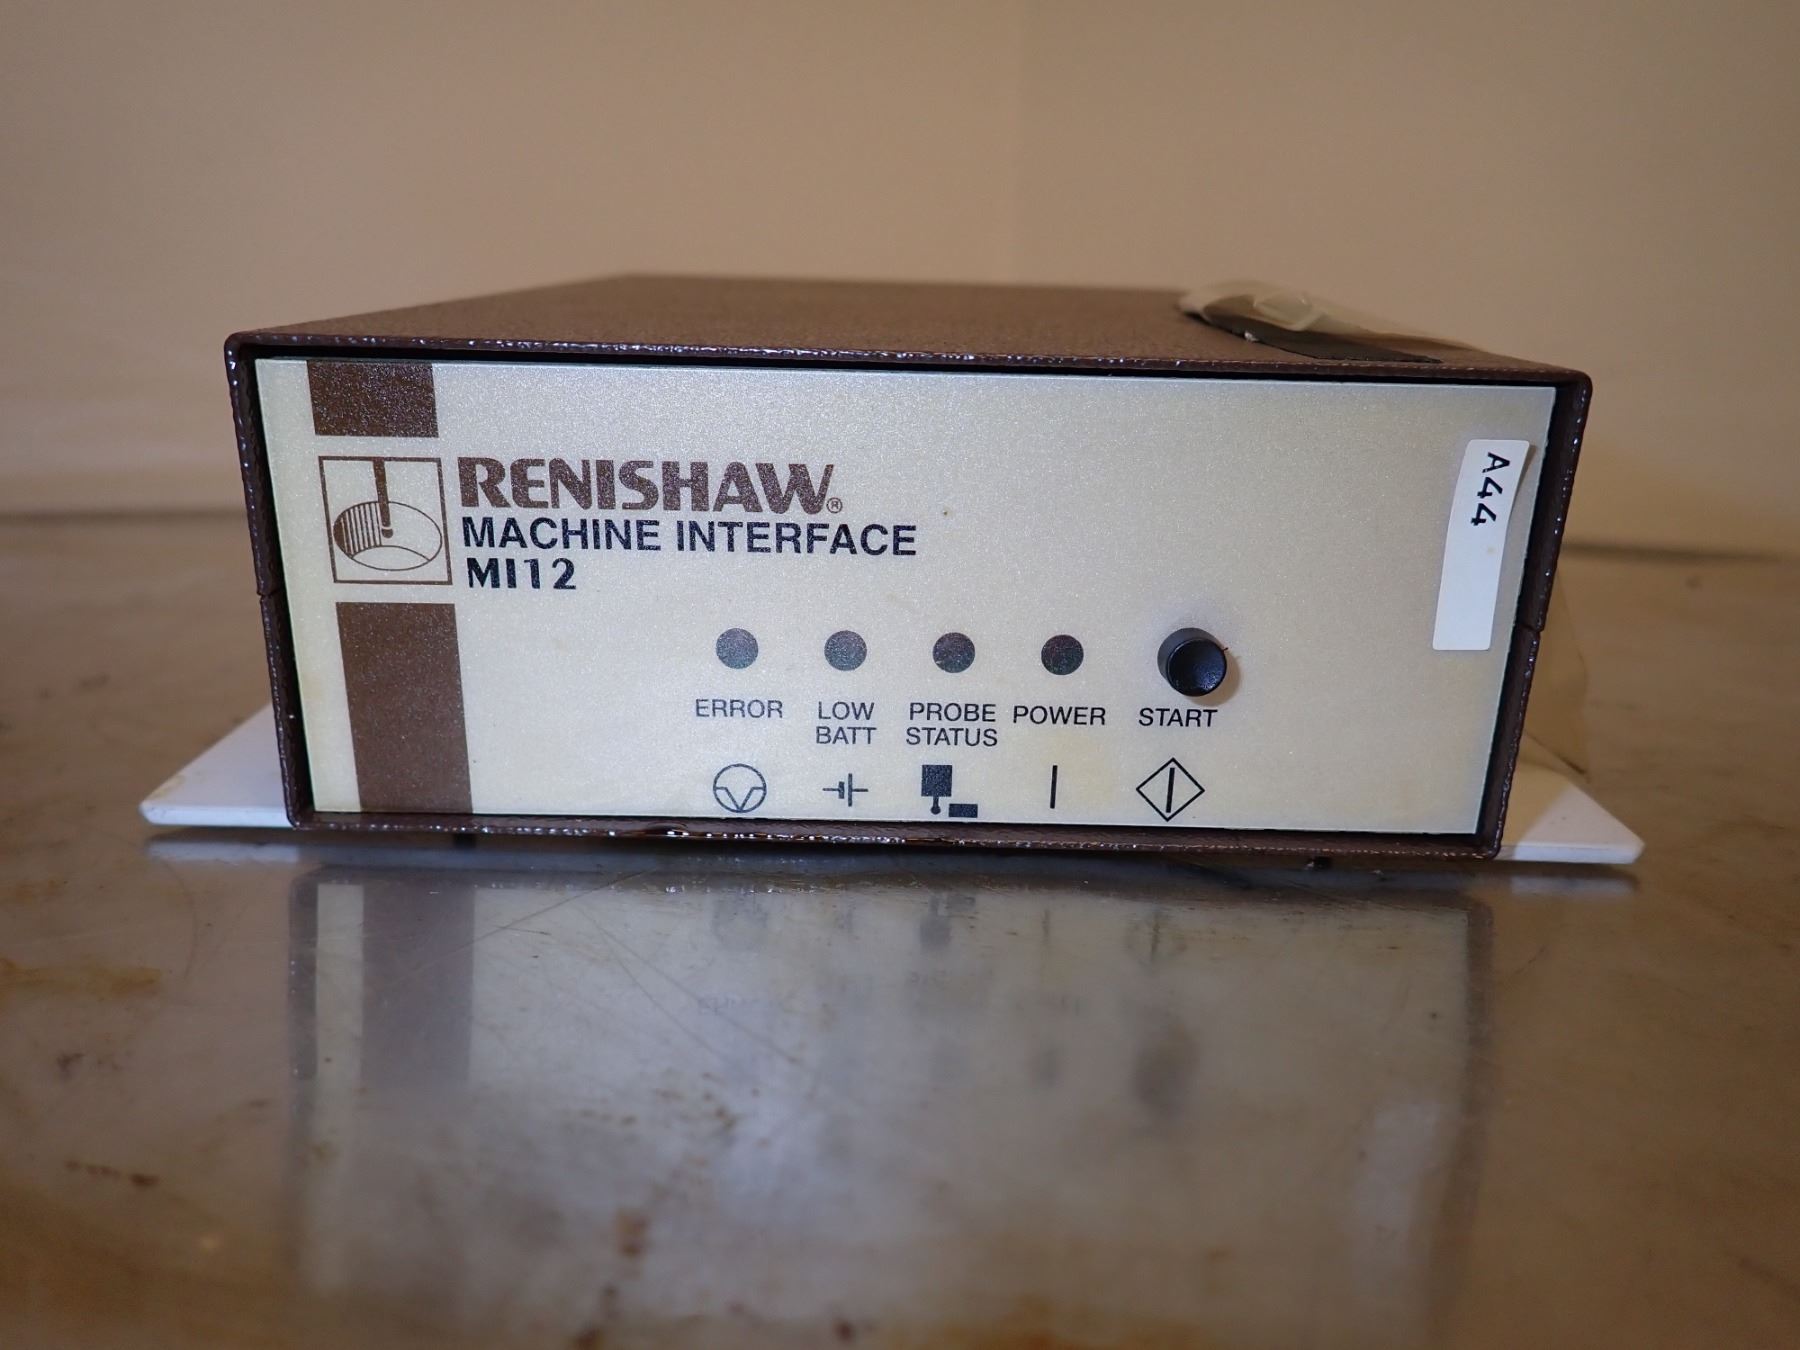 RENISHAW®
MACHINE INTERFACE
MI12
A44
ERROR
LOW BATT
PROBE STATUS
POWER
START